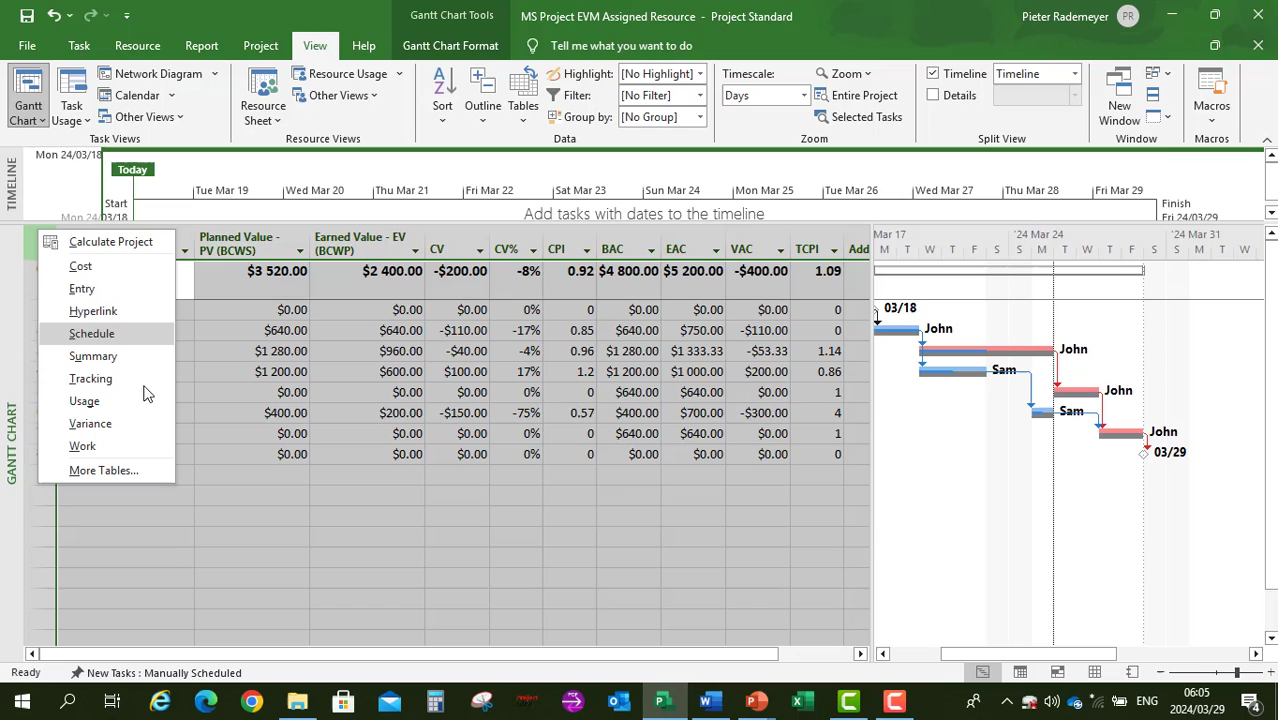 Gantt Chart Tools
MS Project EVM Assigned Resource - Project Standard
Pieter Rademeyer
PR
File
Task
Resource
Report
Project
View
Help
Gantt Chart Format
Tell me what you want to do
Gantt
Chart
Task
Usage
Network Diagram
Calendar
Other Views
Task Views
Resource
Sheet
Resource Usage
Other Views
Resource Views
Sort
Outline
Tables
Highlight: [No Highlight]
Filter: [No Filter]
Group by: [No Group]
Data
Timescale:
Days
Zoom
Entire Project
Selected Tasks
Zoom
Timeline
Timeline
Details
Split View
New
Window
Window
Macros
Macros
TIMELINE
Mon 24/03/18
Today
Tue Mar 19
Wed Mar 20
Thu Mar 21
Fri Mar 22
Sat Mar 23
Sun Mar 24
Mon Mar 25
Tue Mar 26
Wed Mar 27
Thu Mar 28
Fri Mar 29
Start
Mon 24/03/18
Add tasks with dates to the timeline
Finish
Fri 24/03/29
GANTT CHART
Calculate Project
Cost
Entry
Hyperlink
Schedule
Summary
Tracking
Usage
Variance
Work
More Tables...
Planned Value -
PV (BCWS)
Earned Value - EV
(BCWP)
CV
CV%
CPI
BAC
EAC
VAC
TCPI
Add
$3 520.00 $2 400.00 -$200.00 -8% 0.92 $4 800.00 $5 200.00 -$400.00 1.09
$0.00 $0.00 $0.00 0% 0 $0.00 $0.00 $0.00 0
$640.00 $640.00 -$110.00 -17% 0.85 $640.00 $750.00 -$110.00 0
$1 280.00 $960.00 -$40.00 -4% 0.96 $1 280.00 $1 333.33 -$53.33 1.14
$1 200.00 $600.00 $100.00 17% 1.2 $1 200.00 $1 000.00 $200.00 0.86
$0.00 $0.00 $0.00 0% 0 $640.00 $640.00 $0.00 1
$400.00 $200.00 -$150.00 -75% 0.57 $400.00 $700.00 -$300.00 4
$0.00 $0.00 $0.00 0% 0 $640.00 $640.00 $0.00 1
$0.00 $0.00 $0.00 0% 0 $0.00 $0.00 $0.00 0
Mar 17
'24 Mar 24
'24 Mar 31
M T W T F S S M T W T F S S M T W
03/18
John
John
Sam
John
Sam
John
03/29
Ready
New Tasks : Manually Scheduled
ENG
06:05
2024/03/29